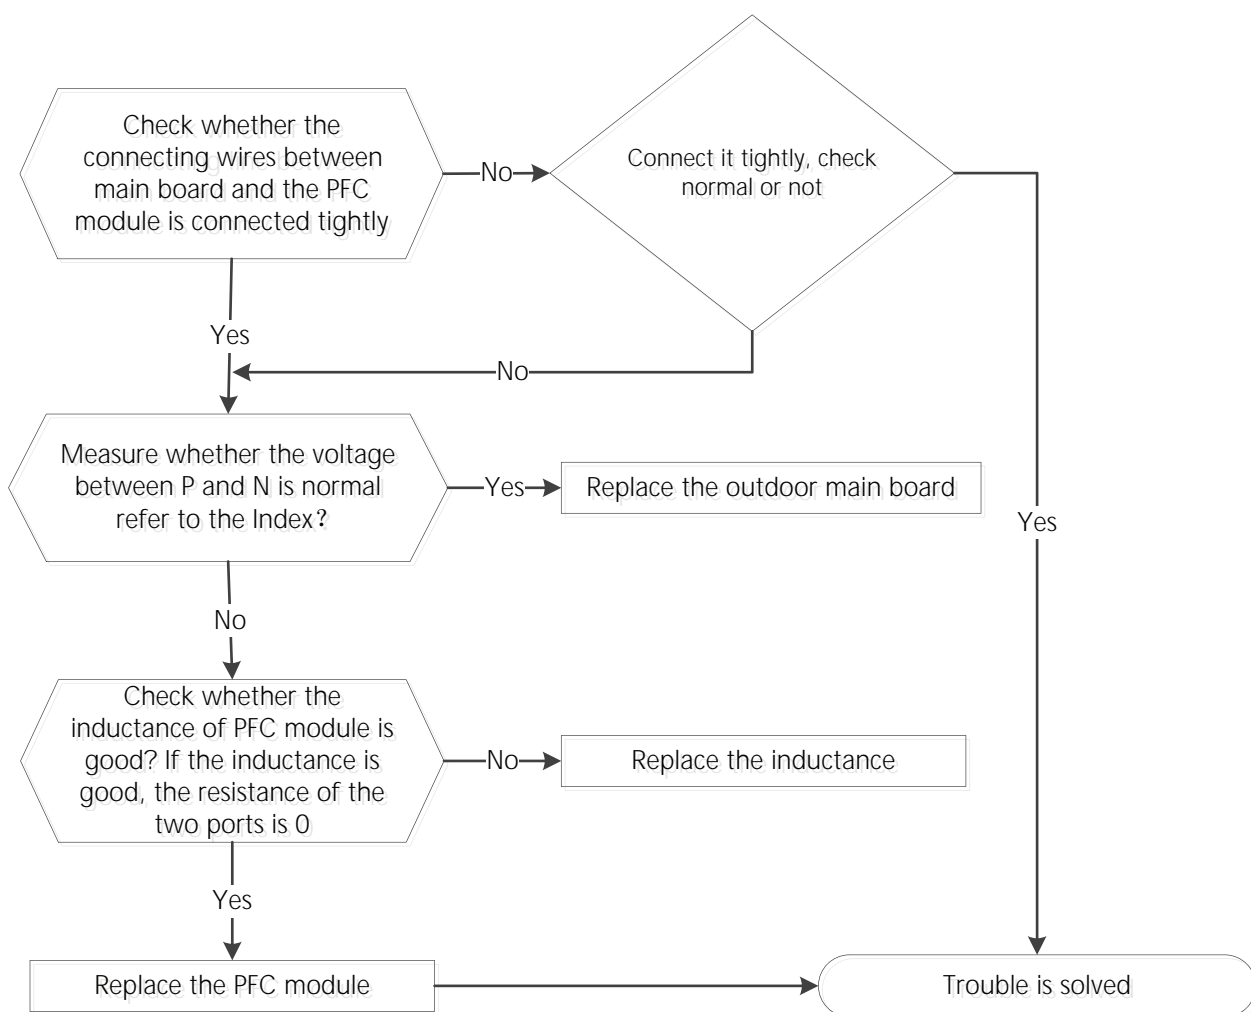 Check whether the
connecting wires between
main board and the PFC
module is connected tightly
No
Connect it tightly, check
normal or not
Yes
No
Measure whether the voltage
between P and N is normal
refer to the Index?
Yes
Replace the outdoor main board
Yes
No
Check whether the
inductance of PFC module is
good? If the inductance is
good, the resistance of the
two ports is 0
No
Replace the inductance
Yes
Replace the PFC module
Trouble is solved